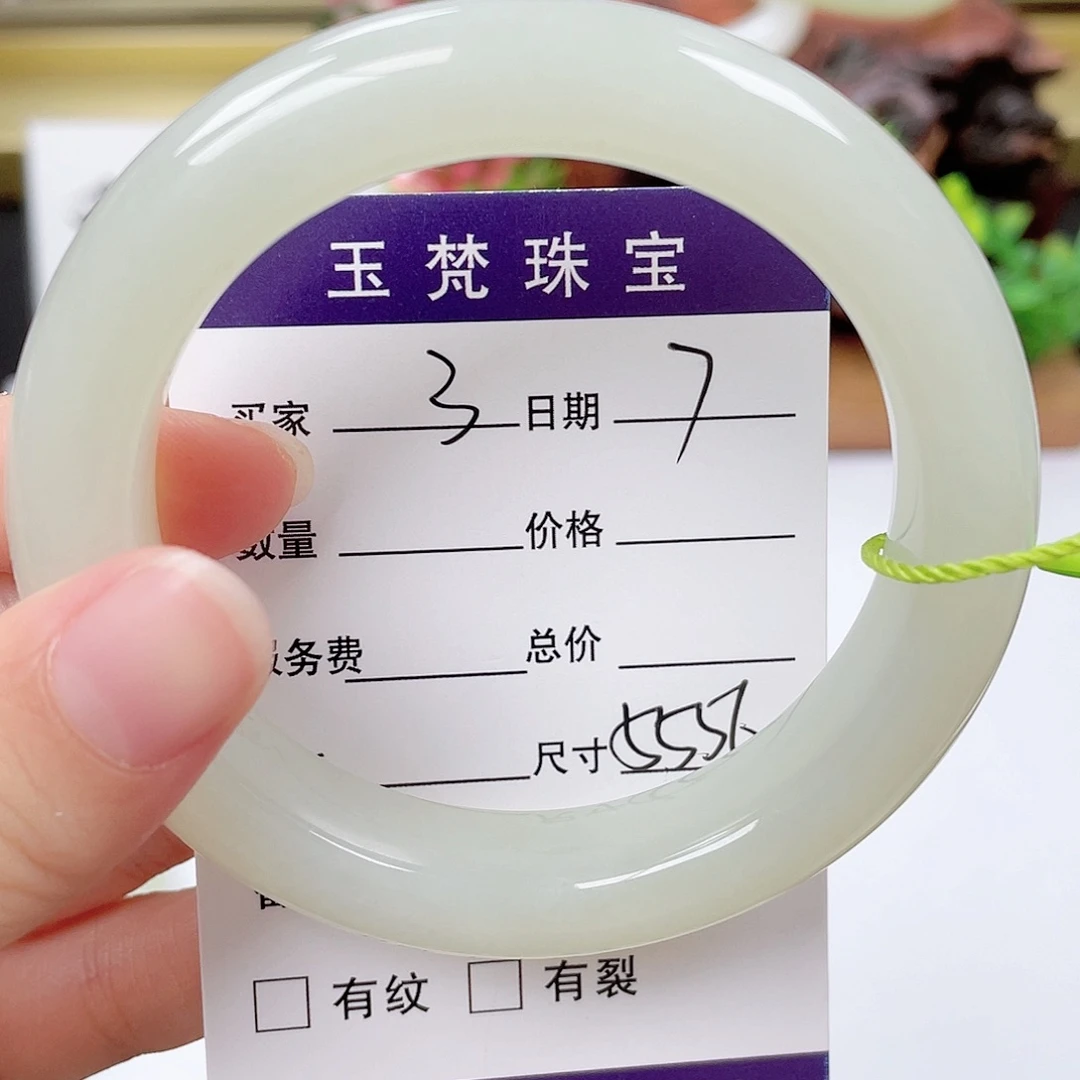 玉梵珠宝
买家 3 日期 7
数量 价格
服务费 总价
尺寸
有纹 有裂